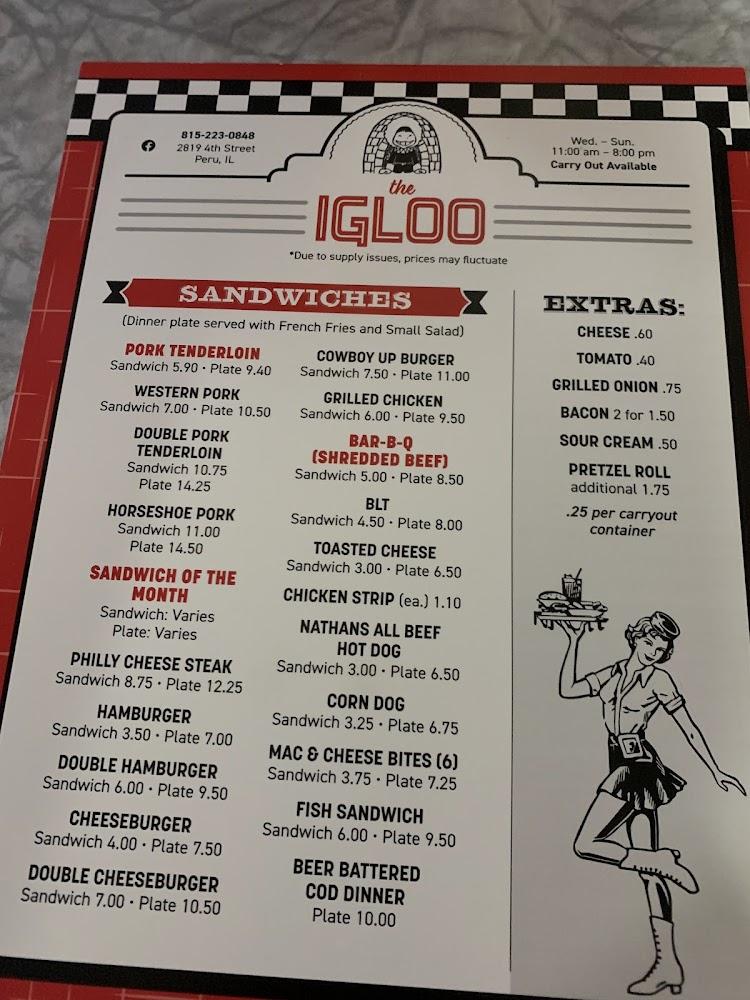 815-223-0848
2819 4th Street
Peru, IL
Wed. – Sun.
11:00 am – 8:00 pm
Carry Out Available
the
IGLOO
*Due to supply issues, prices may fluctuate
SANDWICHES
(Dinner plate served with French Fries and Small Salad)
PORK TENDERLOIN
Sandwich 5.90 • Plate 9.40
WESTERN PORK
Sandwich 7.00 • Plate 10.50
DOUBLE PORK
TENDERLOIN
Sandwich 10.75
Plate 14.25
HORSESHOE PORK
Sandwich 11.00
Plate 14.50
SANDWICH OF THE
MONTH
Sandwich: Varies
Plate: Varies
PHILLY CHEESE STEAK
Sandwich 8.75 • Plate 12.25
HAMBURGER
Sandwich 3.50 • Plate 7.00
DOUBLE HAMBURGER
Sandwich 6.00 • Plate 9.50
CHEESEBURGER
Sandwich 4.00 • Plate 7.50
DOUBLE CHEESEBURGER
Sandwich 7.00 • Plate 10.50
COWBOY UP BURGER
Sandwich 7.50 • Plate 11.00
GRILLED CHICKEN
Sandwich 6.00 • Plate 9.50
BAR-B-Q
(SHREDDED BEEF)
Sandwich 5.00 • Plate 8.50
BLT
Sandwich 4.50 • Plate 8.00
TOASTED CHEESE
Sandwich 3.00 • Plate 6.50
CHICKEN STRIP (ea.) 1.10
NATHANS ALL BEEF
HOT DOG
Sandwich 3.00 • Plate 6.50
CORN DOG
Sandwich 3.25 • Plate 6.75
MAC & CHEESE BITES (6)
Sandwich 3.75 • Plate 7.25
FISH SANDWICH
Sandwich 6.00 • Plate 9.50
BEER BATTERED
COD DINNER
Plate 10.00
EXTRAS:
CHEESE .60
TOMATO .40
GRILLED ONION .75
BACON 2 for 1.50
SOUR CREAM .50
PRETZEL ROLL
additional 1.75
.25 per carryout
container